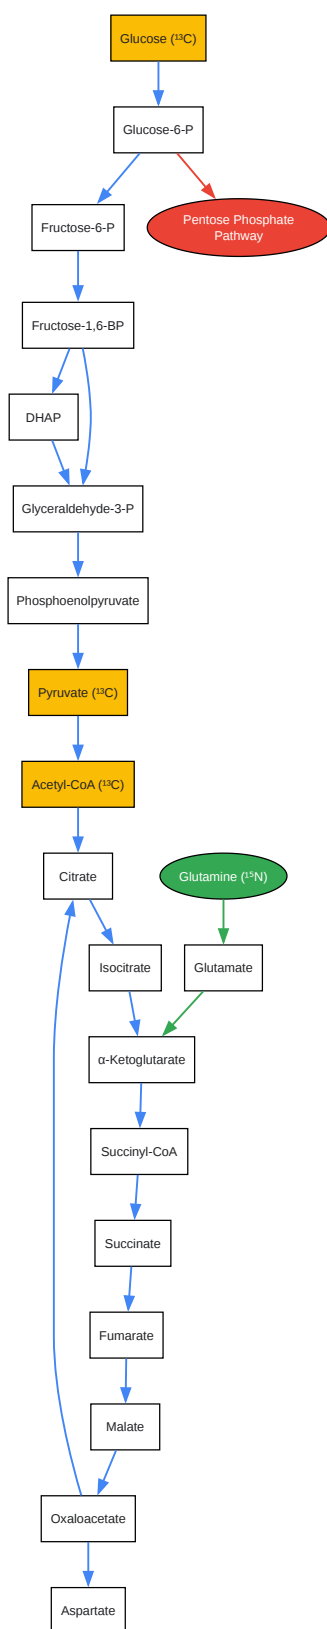 Glucose (¹³C)
Glucose-6-P
Fructose-6-P
Pentose Phosphate
Pathway
Fructose-1,6-BP
DHAP
Glyceraldehyde-3-P
Phosphoenolpyruvate
Pyruvate (¹³C)
Acetyl-CoA (¹³C)
Citrate
Glutamine (¹⁵N)
Isocitrate
Glutamate
α-Ketoglutarate
Succinyl-CoA
Succinate
Fumarate
Malate
Oxaloacetate
Aspartate